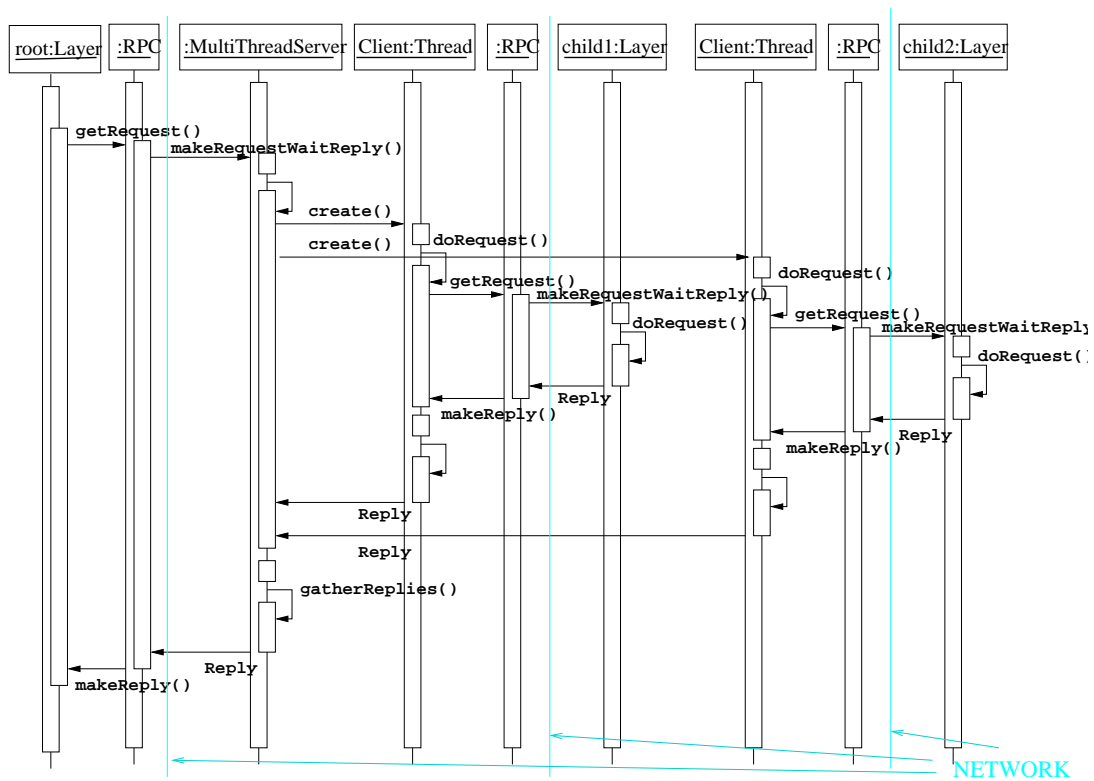 root:Layer
:RPC
:MultiThreadServer
Client:Thread
:RPC
child1:Layer
Client:Thread
:RPC
child2:Layer
getRequest()
makeRequestWaitReply()
create()
doRequest()
create()
doRequest()
getRequest()
makeRequestWaitReply()
getRequest()
doRequest()
makeRequestWaitReply
doRequest()
Reply
makeReply()
Reply
makeReply()
Reply
Reply
gatherReplies()
Reply
makeReply()
NETWORK